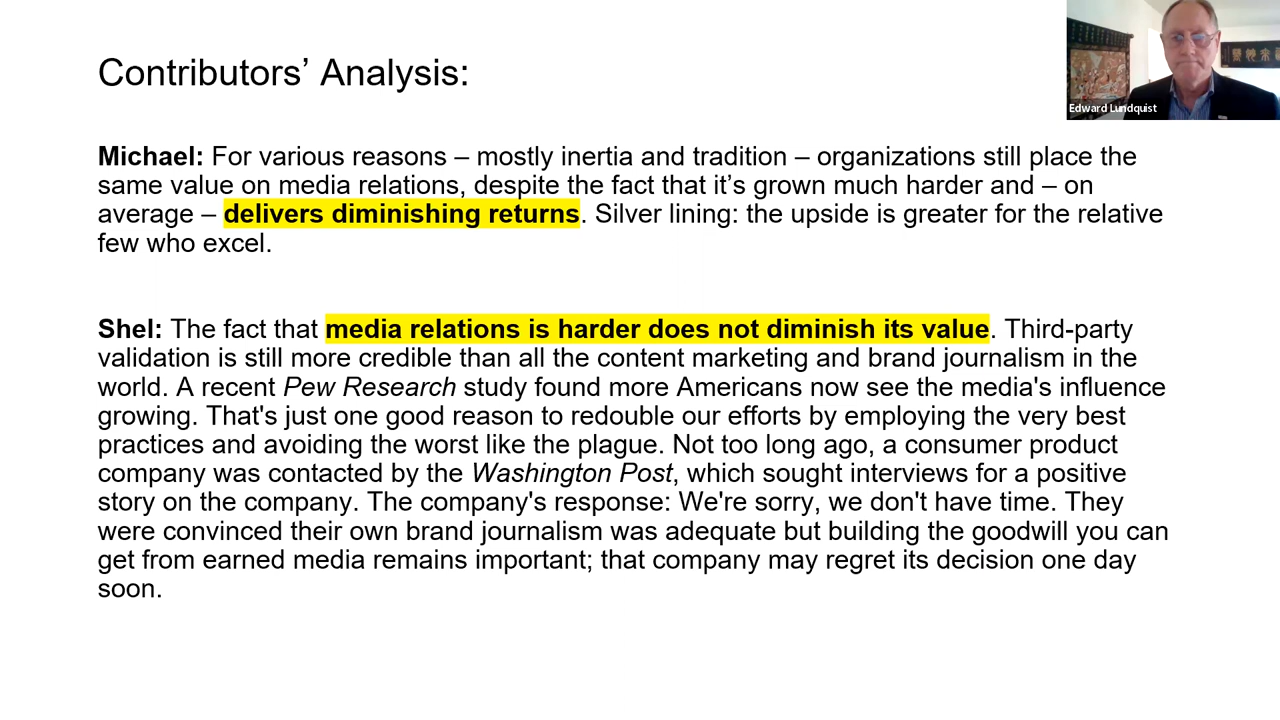 Contributors’ Analysis:
Edward Lundquist
Michael: For various reasons – mostly inertia and tradition – organizations still place the
same value on media relations, despite the fact that it’s grown much harder and – on
average – delivers diminishing returns. Silver lining: the upside is greater for the relative
few who excel.
Shel: The fact that media relations is harder does not diminish its value. Third-party
validation is still more credible than all the content marketing and brand journalism in the
world. A recent Pew Research study found more Americans now see the media's influence
growing. That's just one good reason to redouble our efforts by employing the very best
practices and avoiding the worst like the plague. Not too long ago, a consumer product
company was contacted by the Washington Post, which sought interviews for a positive
story on the company. The company's response: We're sorry, we don't have time. They
were convinced their own brand journalism was adequate but building the goodwill you can
get from earned media remains important; that company may regret its decision one day
soon.